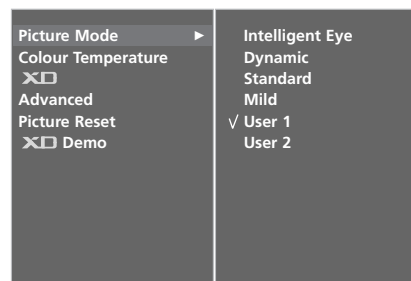 Picture Mode ►
Colour Temperature
XD
Advanced
Picture Reset
XD Demo
Intelligent Eye
Dynamic
Standard
Mild
√ User 1
User 2